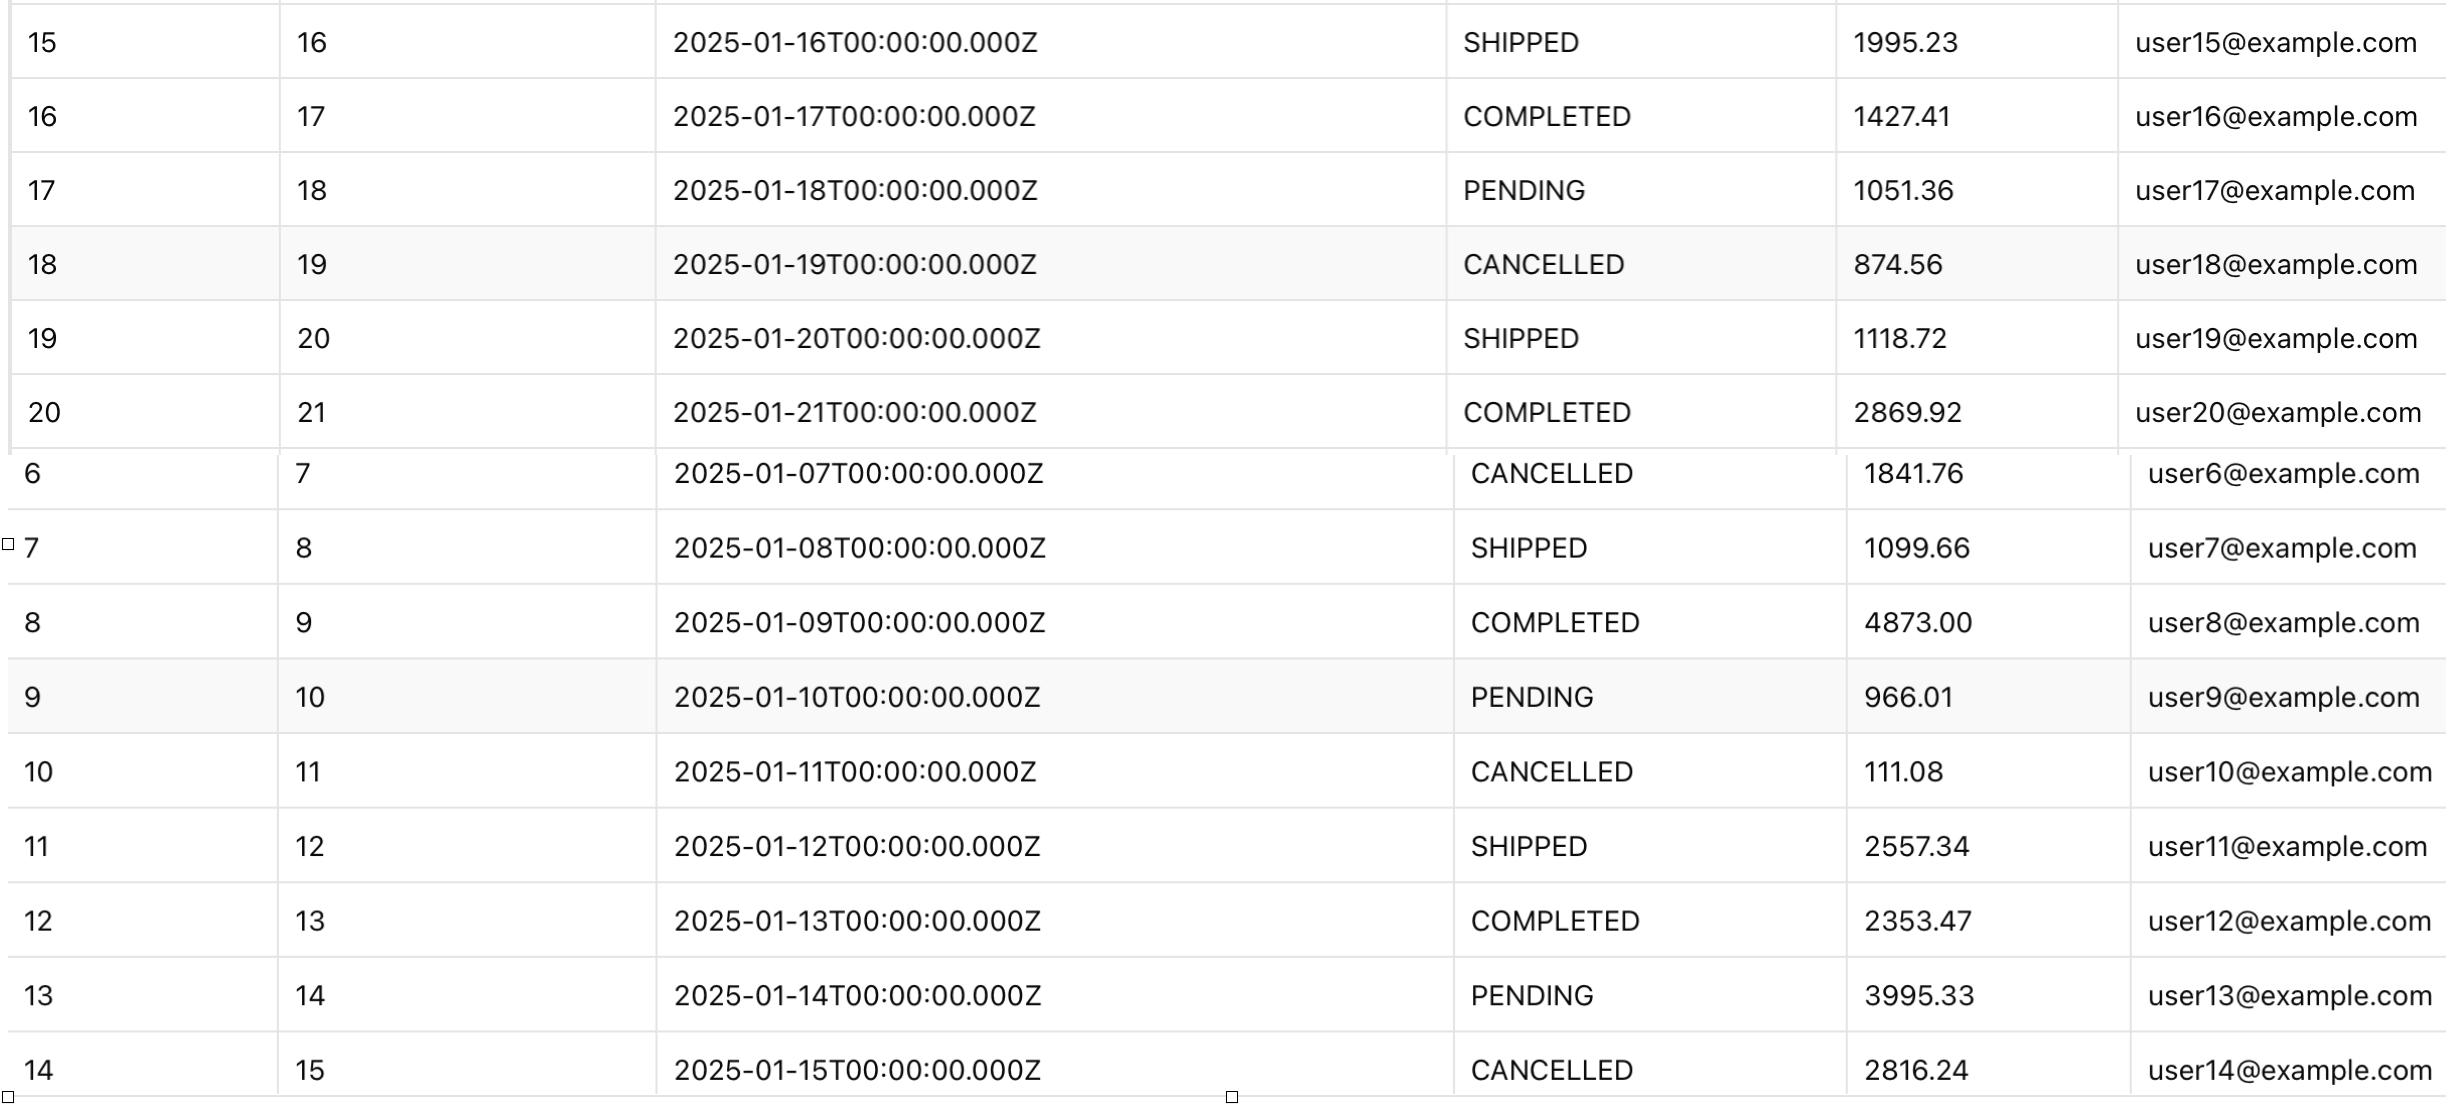 15 16 2025-01-16T00:00:00.000Z SHIPPED 1995.23 user15@example.com
16 17 2025-01-17T00:00:00.000Z COMPLETED 1427.41 user16@example.com
17 18 2025-01-18T00:00:00.000Z PENDING 1051.36 user17@example.com
18 19 2025-01-19T00:00:00.000Z CANCELLED 874.56 user18@example.com
19 20 2025-01-20T00:00:00.000Z SHIPPED 1118.72 user19@example.com
20 21 2025-01-21T00:00:00.000Z COMPLETED 2869.92 user20@example.com
6 7 2025-01-07T00:00:00.000Z CANCELLED 1841.76 user6@example.com
7 8 2025-01-08T00:00:00.000Z SHIPPED 1099.66 user7@example.com
8 9 2025-01-09T00:00:00.000Z COMPLETED 4873.00 user8@example.com
9 10 2025-01-10T00:00:00.000Z PENDING 966.01 user9@example.com
10 11 2025-01-11T00:00:00.000Z CANCELLED 111.08 user10@example.com
11 12 2025-01-12T00:00:00.000Z SHIPPED 2557.34 user11@example.com
12 13 2025-01-13T00:00:00.000Z COMPLETED 2353.47 user12@example.com
13 14 2025-01-14T00:00:00.000Z PENDING 3995.33 user13@example.com
14 15 2025-01-15T00:00:00.000Z CANCELLED 2816.24 user14@example.com